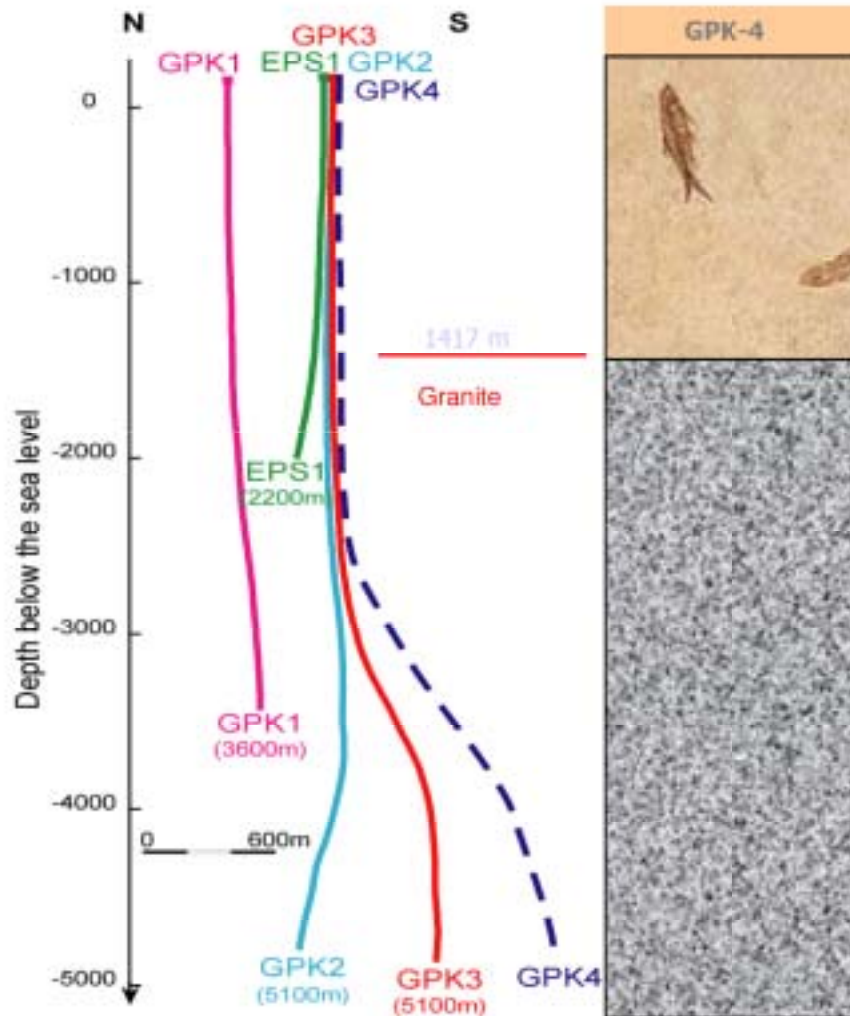 N
S
GPK-4
GPK3
GPK1
EPS1
GPK2
GPK4
0
-1000
1417 m
Granite
-2000
EPS1
(2200m)
Depth below the sea level
-3000
GPK1
(3600m)
-4000
0
600m
GPK2
(5100m)
GPK3
(5100m)
GPK4
-5000